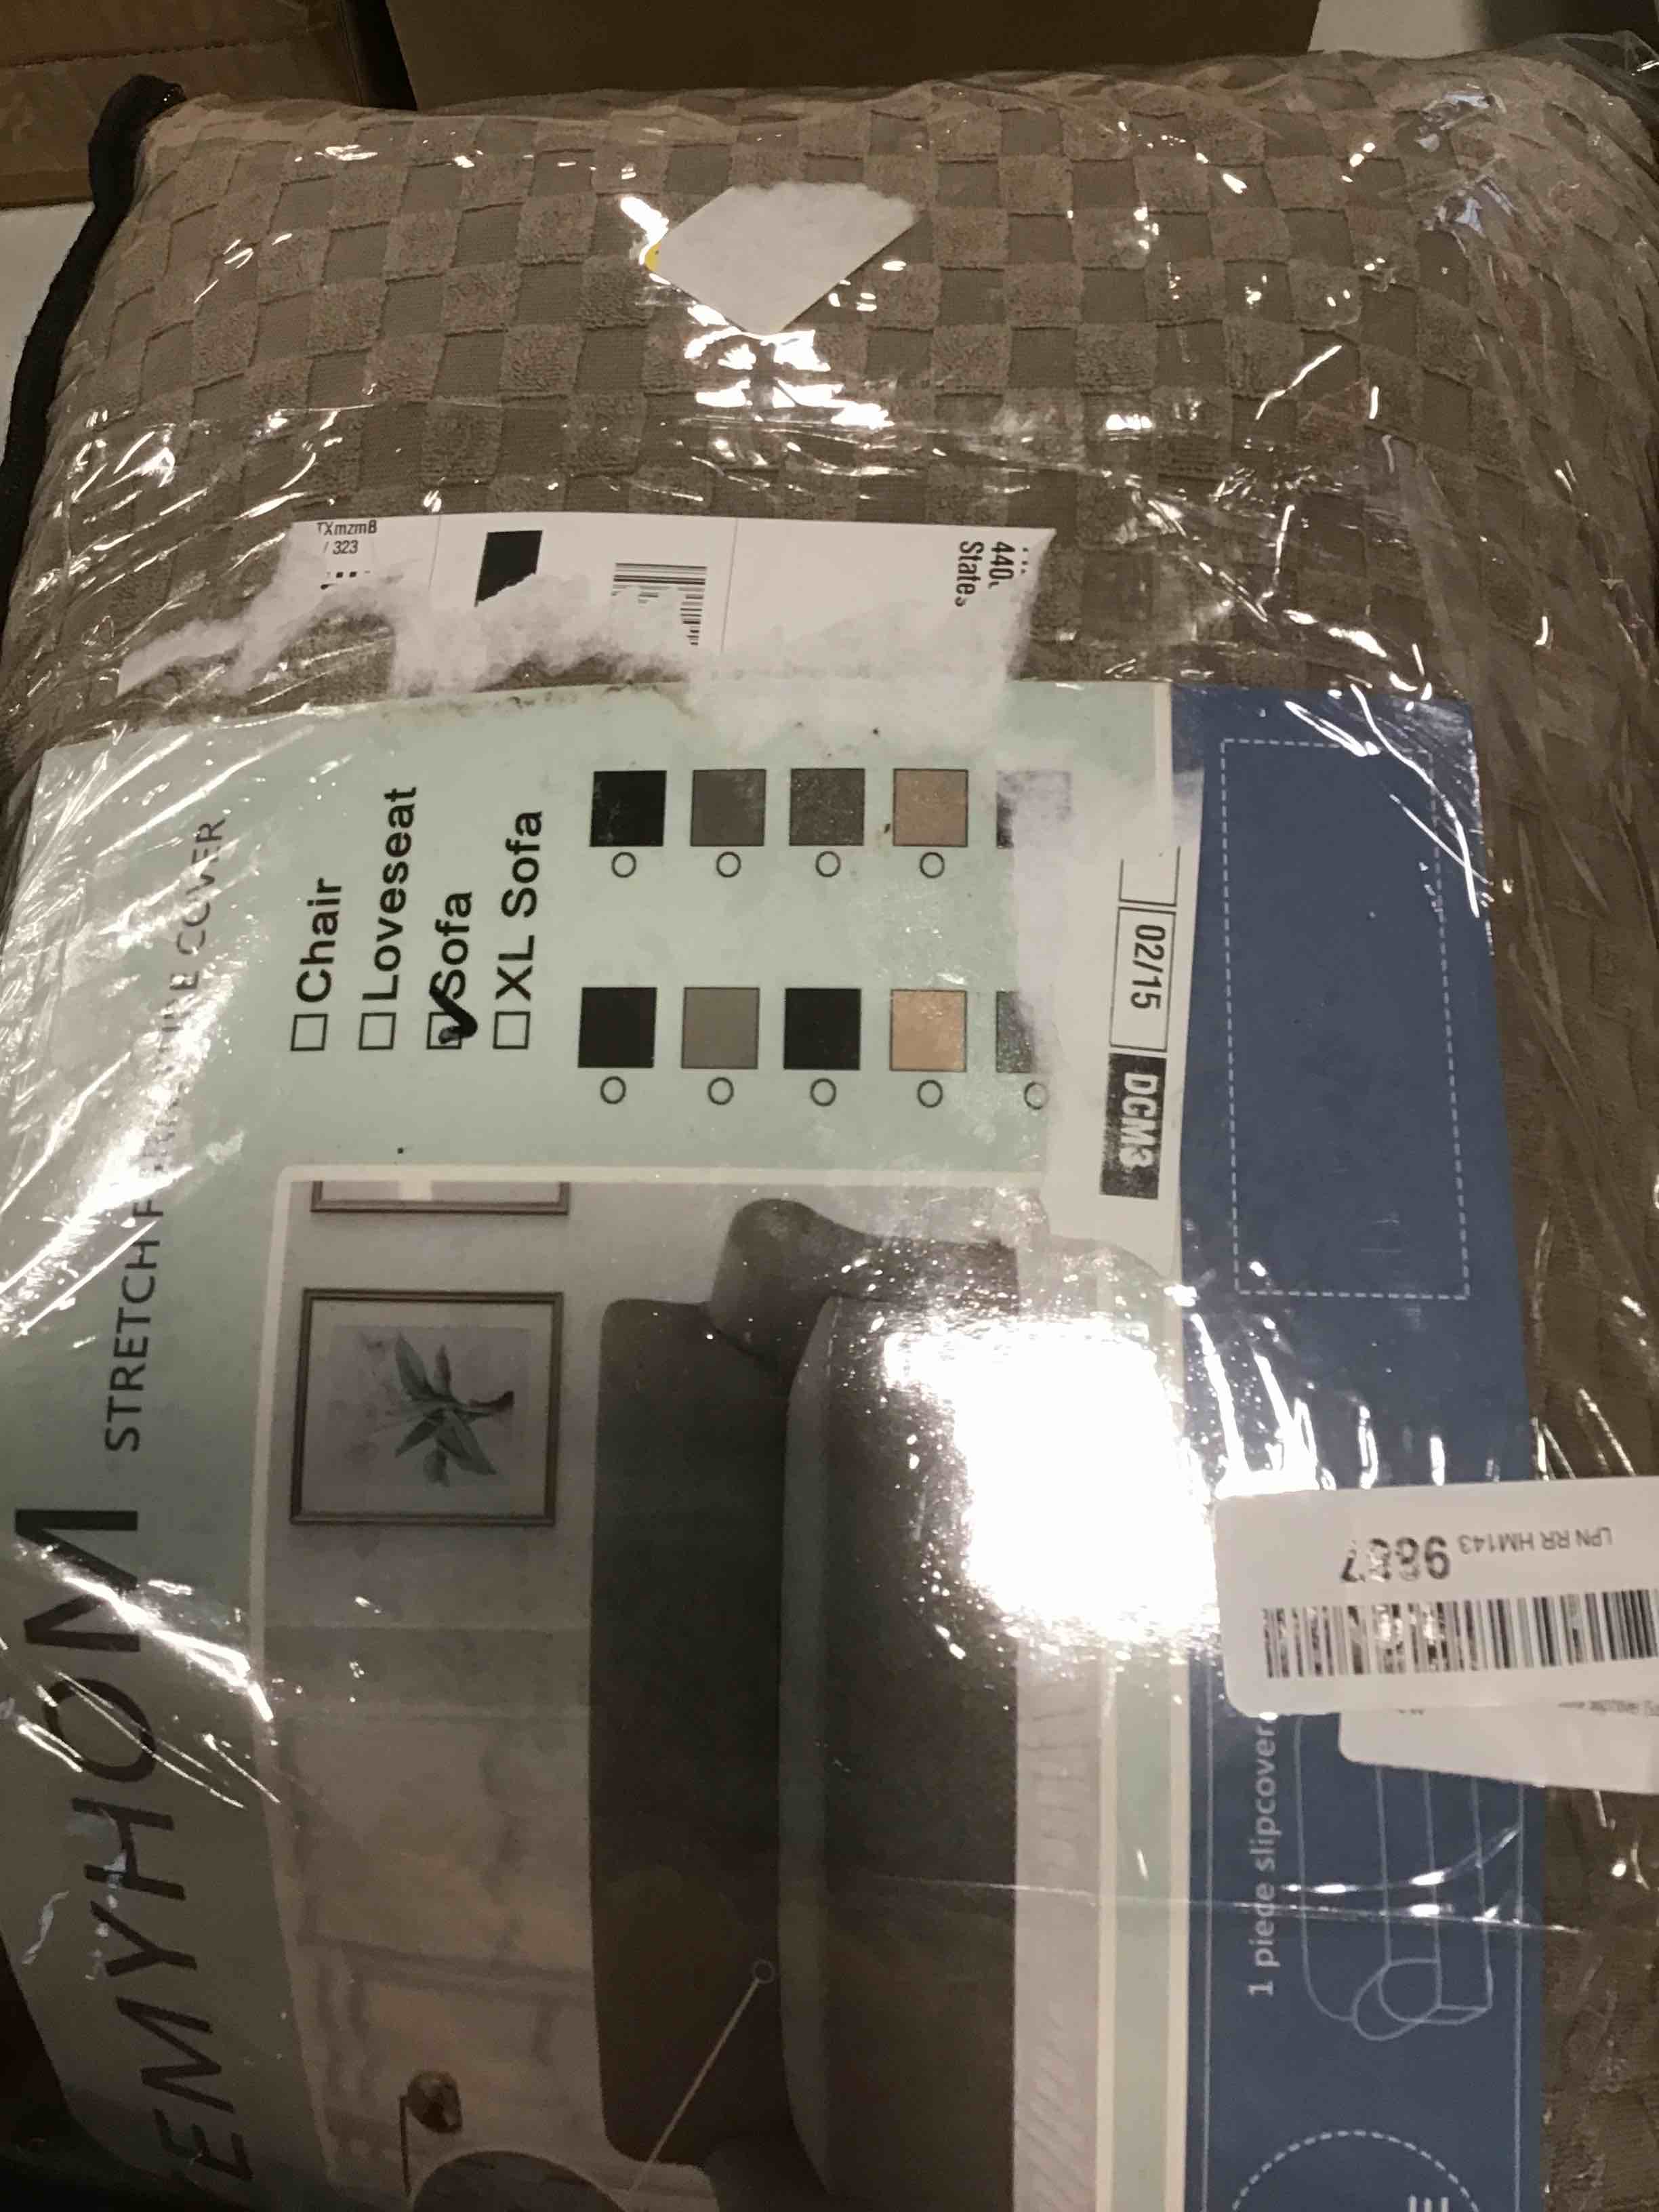 TXmzmB
/ 323
440
States
EMYHOM
STRETCH COVER
Chair
Loveseat
Sofa
XL Sofa
02/15
DCM3
LPN RR HM143
1 piece slipcover